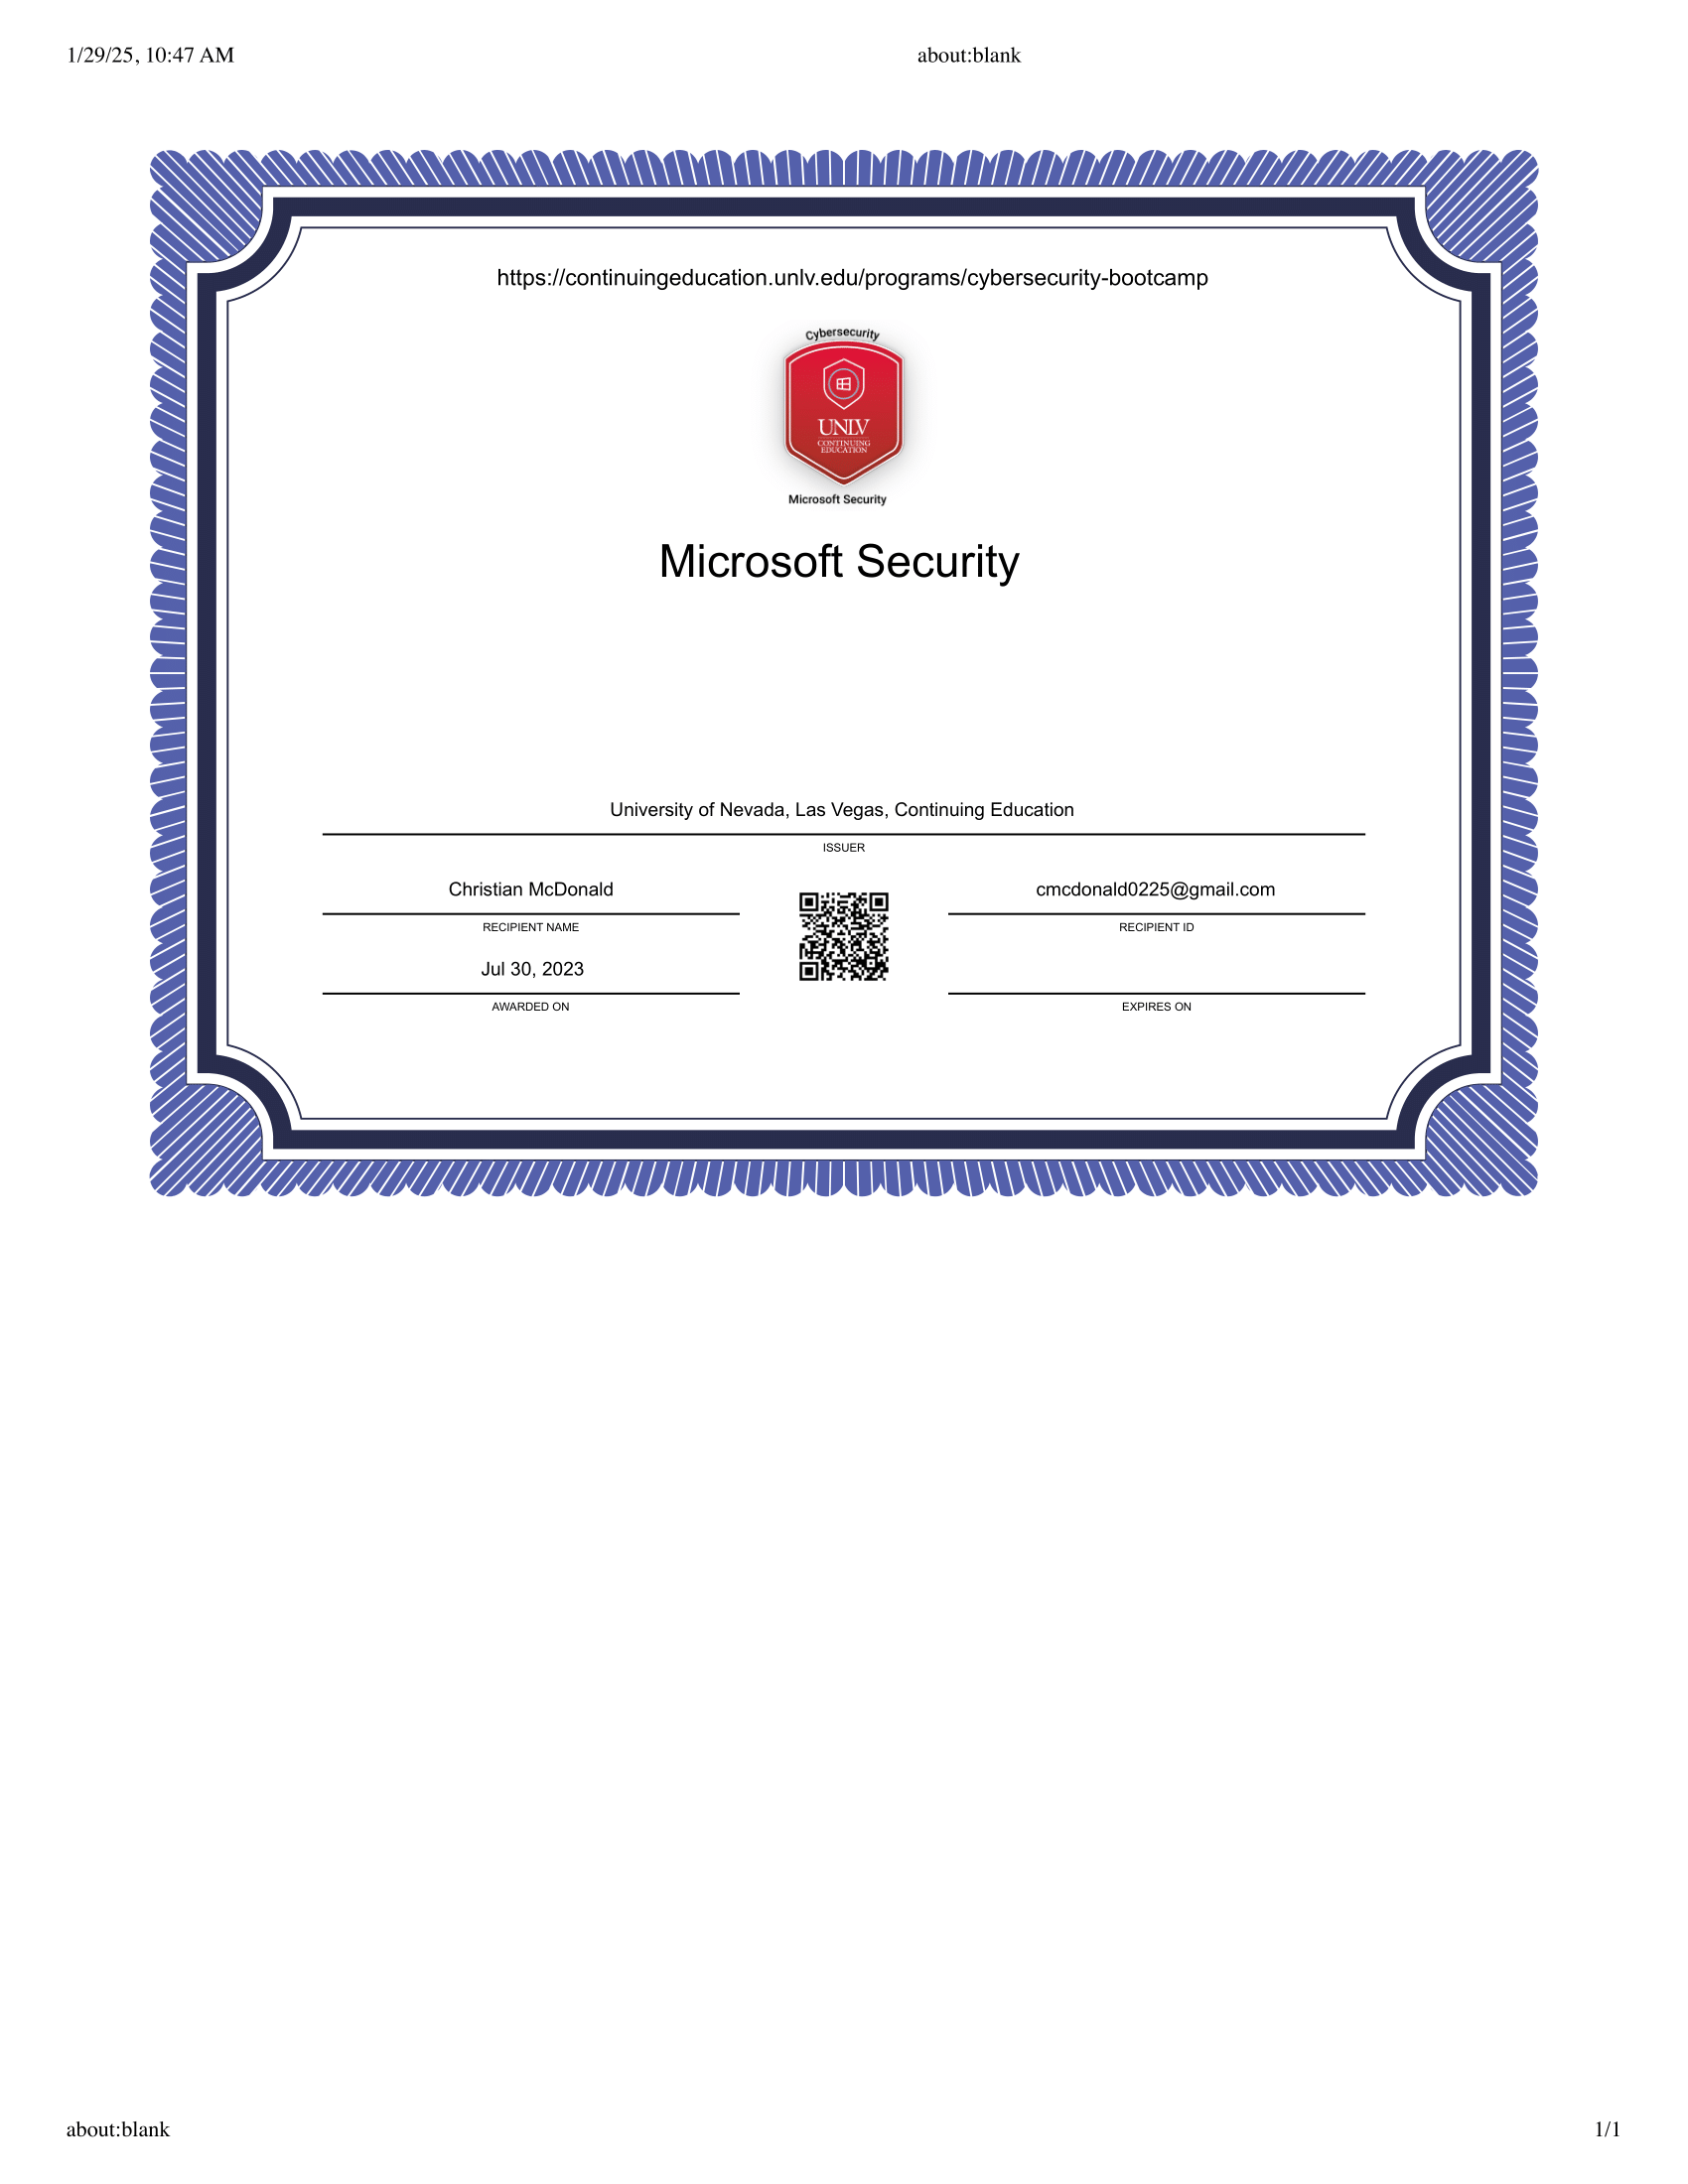 1/29/25, 10:47 AM
about:blank
https://continuingeducation.unlv.edu/programs/cybersecurity-bootcamp
Cybersecurity
UNLV
CONTINUING
EDUCATION
Microsoft Security
Microsoft Security
University of Nevada, Las Vegas, Continuing Education
ISSUER
Christian McDonald
cmcdonald0225@gmail.com
RECIPIENT NAME
RECIPIENT ID
Jul 30, 2023
AWARDED ON
EXPIRES ON
about:blank
1/1